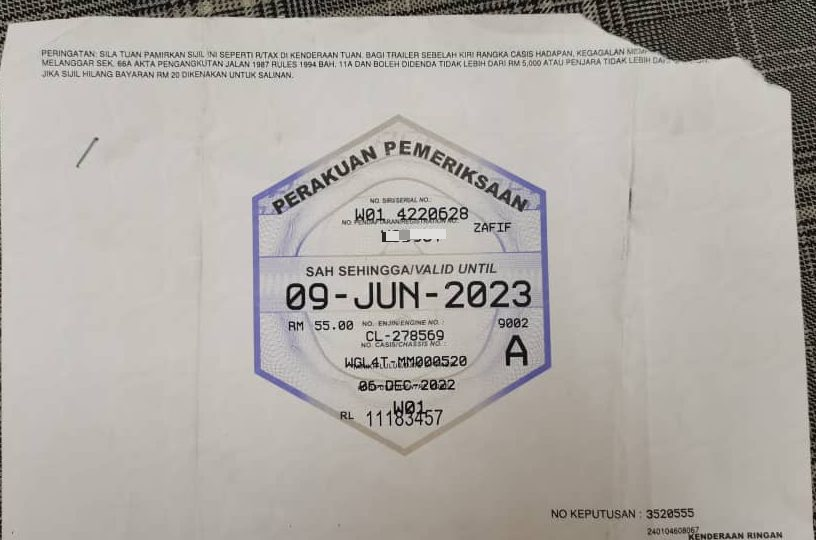 PERINGATAN: SILA TUAN PAMIRKAN SIJIL INI SEPERTI R/TAX DI KENDERAAN TUAN. BAGI TRAILER SEBELAH KIRI RANGKA CASIS HADAPAN, KEGAGALAN
MELANGGAR SEK. 66A AKTA PENGANGKUTAN JALAN 1987 RULES 1994 BAH. 11A DAN BOLEH DIDENDA TIDAK LEBIH DARI RM 5,000 ATAU PENJARA TIDAK LEBIH
JIKA SIJIL HILANG BAYARAN RM 20 DIKENAKAN UNTUK SALINAN.
PERAKUAN PEMERIKSAAN
NO. SIRI/SERIAL NO.
W01 4220628
NO. PENDAFTARAN/REGISTRATION NO.
ZAFIF
SAH SEHINGGA/VALID UNTIL
09-JUN-2023
RM 55.00 NO. ENJIN/ENGINE NO.: 9002
CL-278569
NO. CASIS/CHASSIS NO.: A
WGL4T-MM000520
06-DEC-2022
W01
RL 11183457
NO KEPUTUSAN : 3520555
240104608067
KENDERAAN RINGAN